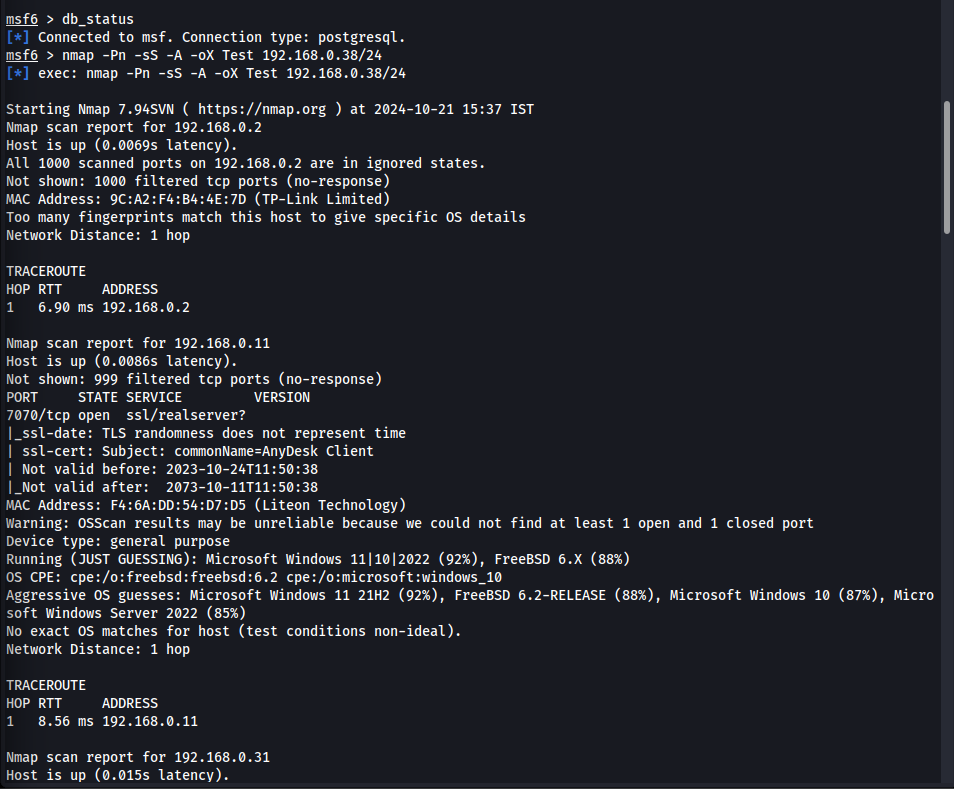 msf6 > db_status
[*] Connected to msf. Connection type: postgresql.
msf6 > nmap -Pn -sS -A -oX Test 192.168.0.38/24
[*] exec: nmap -Pn -sS -A -oX Test 192.168.0.38/24
Starting Nmap 7.94SVN ( https://nmap.org ) at 2024-10-21 15:37 IST
Nmap scan report for 192.168.0.2
Host is up (0.0069s latency).
All 1000 scanned ports on 192.168.0.2 are in ignored states.
Not shown: 1000 filtered tcp ports (no-response)
MAC Address: 9C:A2:F4:B4:4E:7D (TP-Link Limited)
Too many fingerprints match this host to give specific OS details
Network Distance: 1 hop
TRACEROUTE
HOP RTT     ADDRESS
1   6.90 ms 192.168.0.2
Nmap scan report for 192.168.0.11
Host is up (0.0086s latency).
Not shown: 999 filtered tcp ports (no-response)
PORT     STATE SERVICE         VERSION
7070/tcp open  ssl/realserver?
|_ssl-date: TLS randomness does not represent time
| ssl-cert: Subject: commonName=AnyDesk Client
| Not valid before: 2023-10-24T11:50:38
|_Not valid after:  2073-10-11T11:50:38
MAC Address: F4:6A:DD:54:D7:D5 (Liteon Technology)
Warning: OSScan results may be unreliable because we could not find at least 1 open and 1 closed port
Device type: general purpose
Running (JUST GUESSING): Microsoft Windows 11|10|2022 (92%), FreeBSD 6.X (88%)
OS CPE: cpe:/o:freebsd:freebsd:6.2 cpe:/o:microsoft:windows_10
Aggressive OS guesses: Microsoft Windows 11 21H2 (92%), FreeBSD 6.2-RELEASE (88%), Microsoft Windows 10 (87%), Micro
soft Windows Server 2022 (85%)
No exact OS matches for host (test conditions non-ideal).
Network Distance: 1 hop
TRACEROUTE
HOP RTT     ADDRESS
1   8.56 ms 192.168.0.11
Nmap scan report for 192.168.0.31
Host is up (0.015s latency).